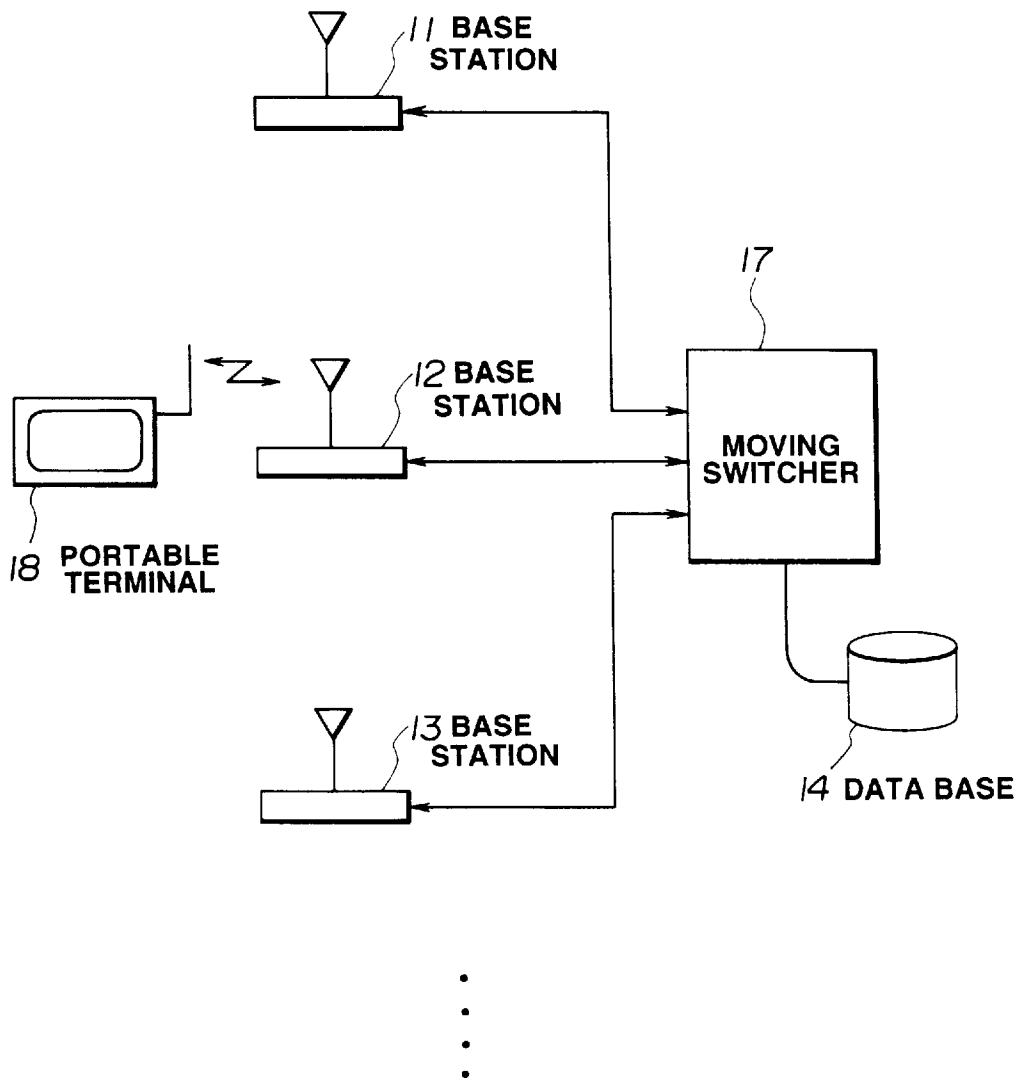 11 BASE
STATION
17
12 BASE
STATION
MOVING
SWITCHER
18 PORTABLE
TERMINAL
13 BASE
STATION
14 DATA BASE